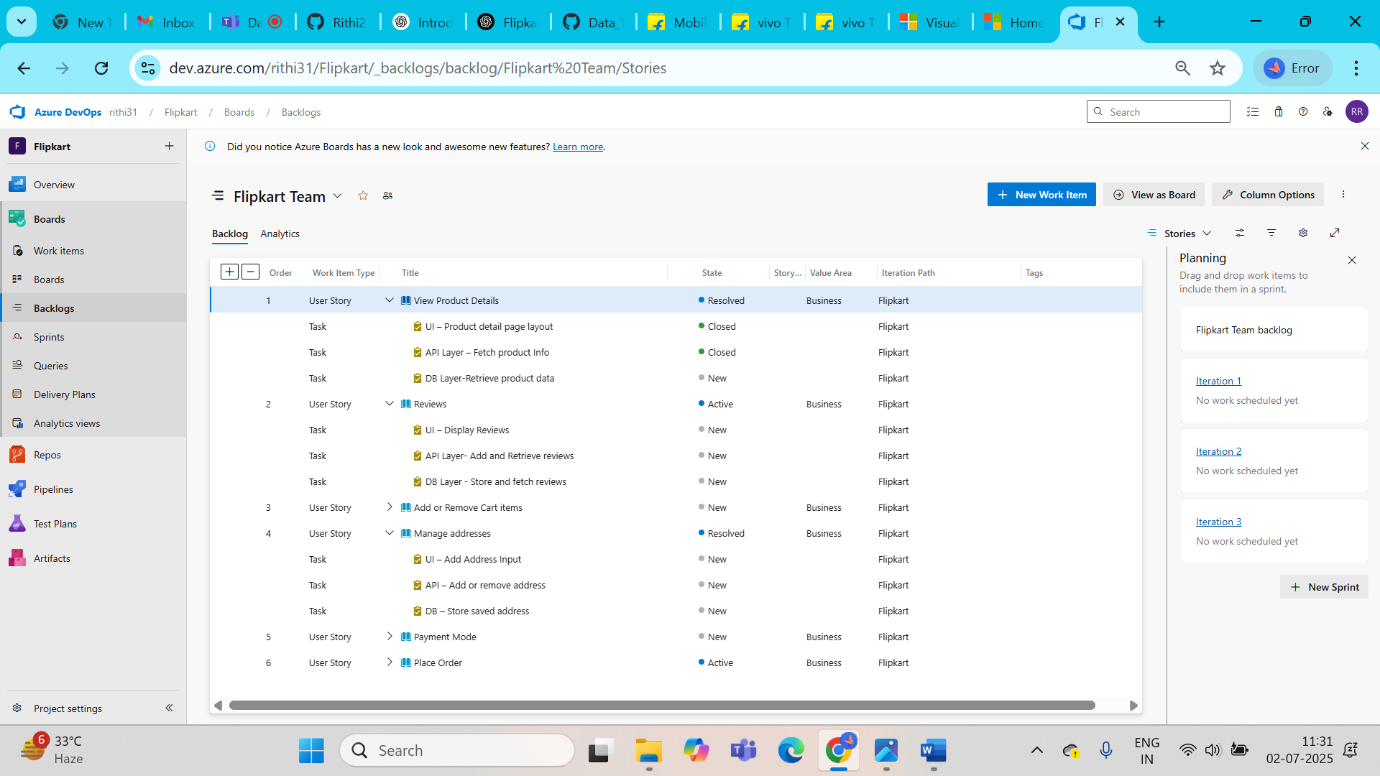 New T
Inbox
Da
Rithi2
Introd
Flipka
Data_
Mobil
vivo T
vivo T
Visual
Home
Fl
dev.azure.com/rithi31/Flipkart/_backlogs/backlog/Flipkart%20Team/Stories
Error
Azure DevOps rithi31 / Flipkart / Boards / Backlogs
Search
RR
F Flipkart
Did you notice Azure Boards has a new look and awesome new features? Learn more.
Overview
Boards
Work items
Boards
Backlogs
Sprints
Queries
Delivery Plans
Analytics views
Repos
Pipelines
Test Plans
Artifacts
Project settings
Flipkart Team
New Work Item
View as Board
Column Options
Backlog Analytics
Stories
Order Work Item Type Title State Story... Value Area Iteration Path Tags
1 User Story View Product Details Resolved Business Flipkart
Task UI – Product detail page layout Closed Flipkart
Task API Layer – Fetch product Info Closed Flipkart
Task DB Layer-Retrieve product data New Flipkart
2 User Story Reviews Active Business Flipkart
Task UI – Display Reviews New Flipkart
Task API Layer- Add and Retrieve reviews New Flipkart
Task DB Layer - Store and fetch reviews New Flipkart
3 User Story Add or Remove Cart items New Business Flipkart
4 User Story Manage addresses Resolved Business Flipkart
Task UI – Add Address Input New Flipkart
Task API – Add or remove address New Flipkart
Task DB – Store saved address New Flipkart
5 User Story Payment Mode New Business Flipkart
6 User Story Place Order Active Business Flipkart
Planning
Drag and drop work items to
include them in a sprint.
Flipkart Team backlog
Iteration 1
No work scheduled yet
Iteration 2
No work scheduled yet
Iteration 3
No work scheduled yet
New Sprint
6
33°C
Haze
Search
ENG
IN
11:31
02-07-2025